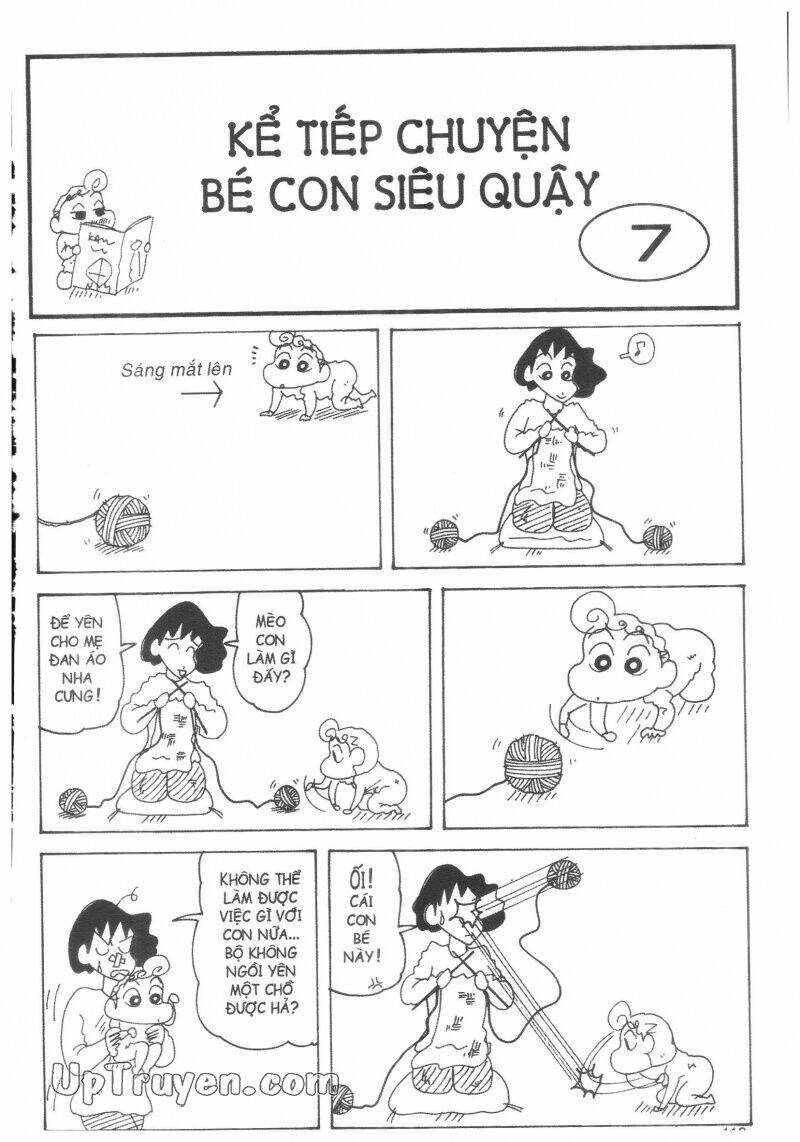 KỂ TIẾP CHUYỆN
BÉ CON SIÊU QUẬY
7
Sáng mắt lên
ĐỂ YÊN
CHO MẸ
ĐAN ÁO
NHA
CƯNG!
MÈO
CON
LÀM GÌ
ĐẤY?
KHÔNG THỂ
LÀM ĐƯỢC
VIỆC GÌ VỚI
CON NỮA...
BỘ KHÔNG
NGỒI YÊN
MỘT CHỖ
ĐƯỢC HẢ?
ỐI!
CÁI
CON
BÉ
NÀY!
UpTruyen.com